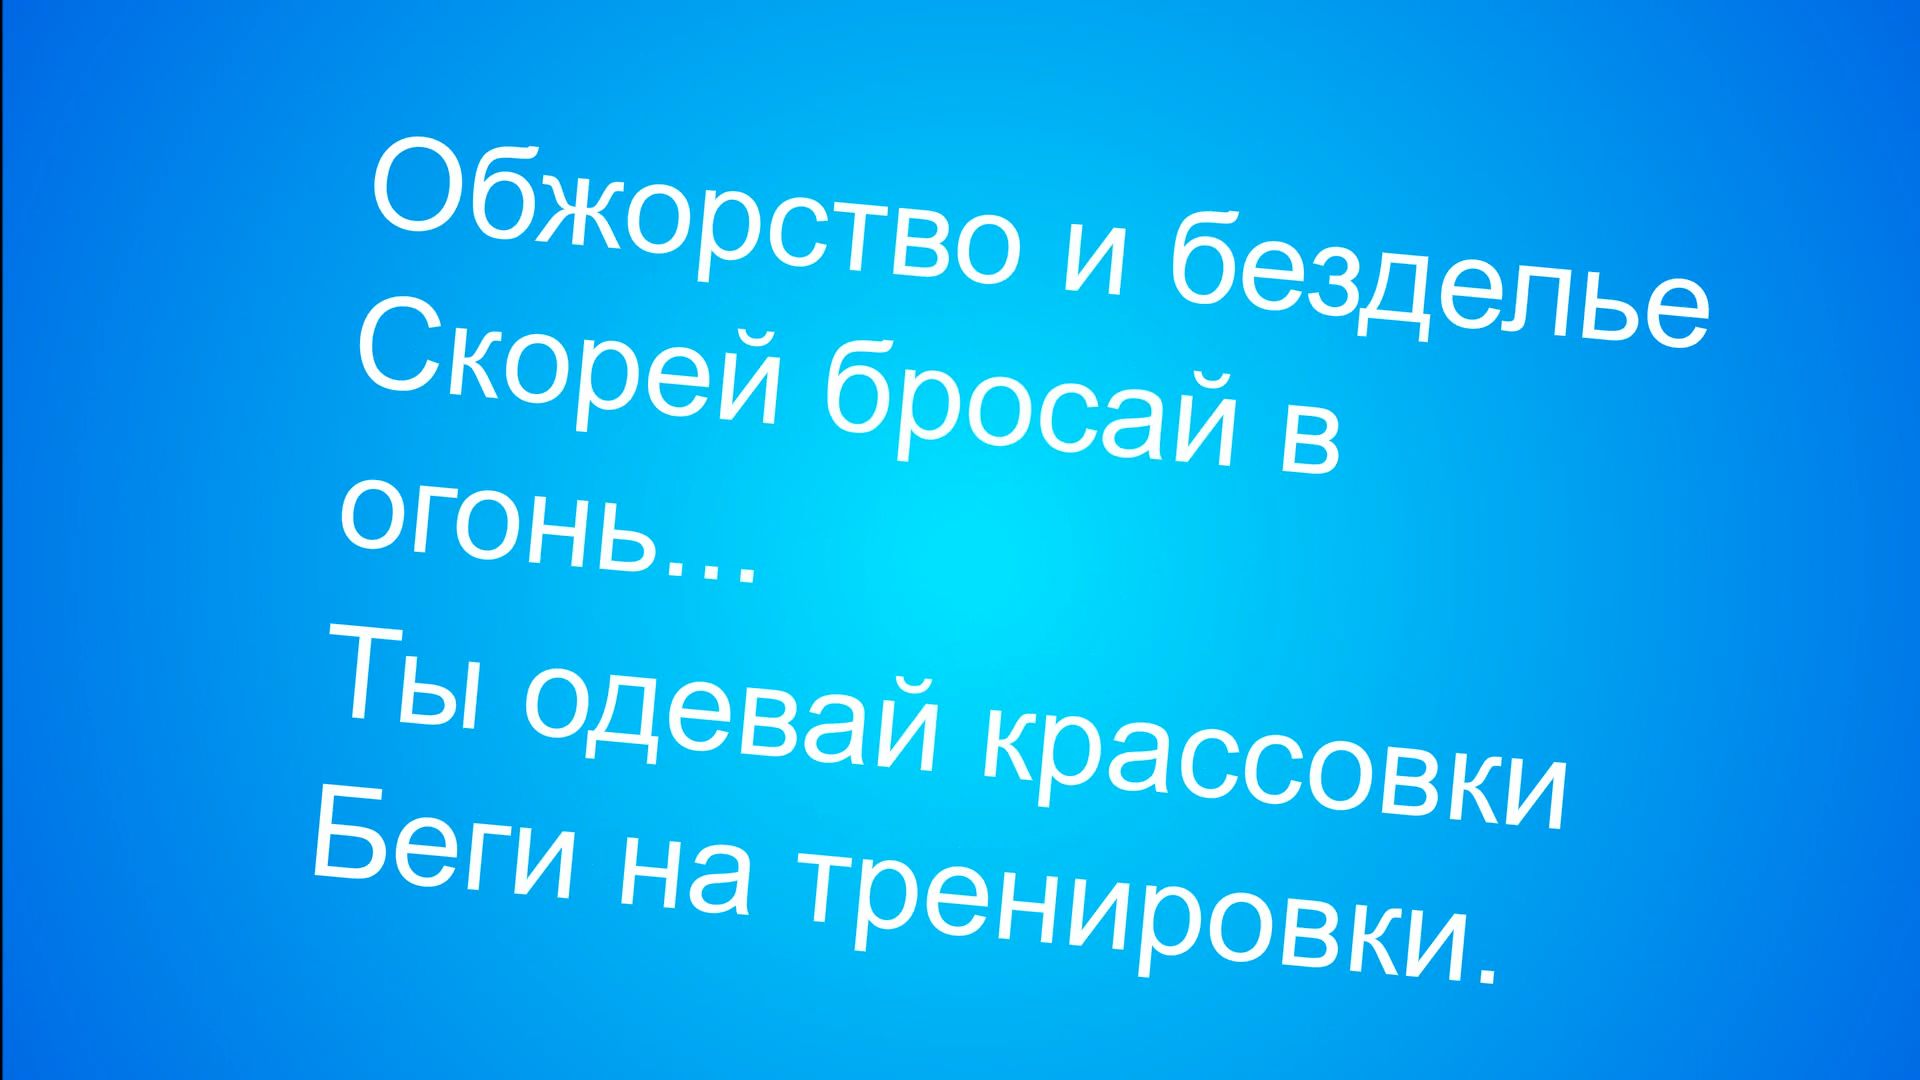 Обжорство и безделье
Скорей бросай в
огонь...
Ты одевай крассовки
Беги на тренировки.